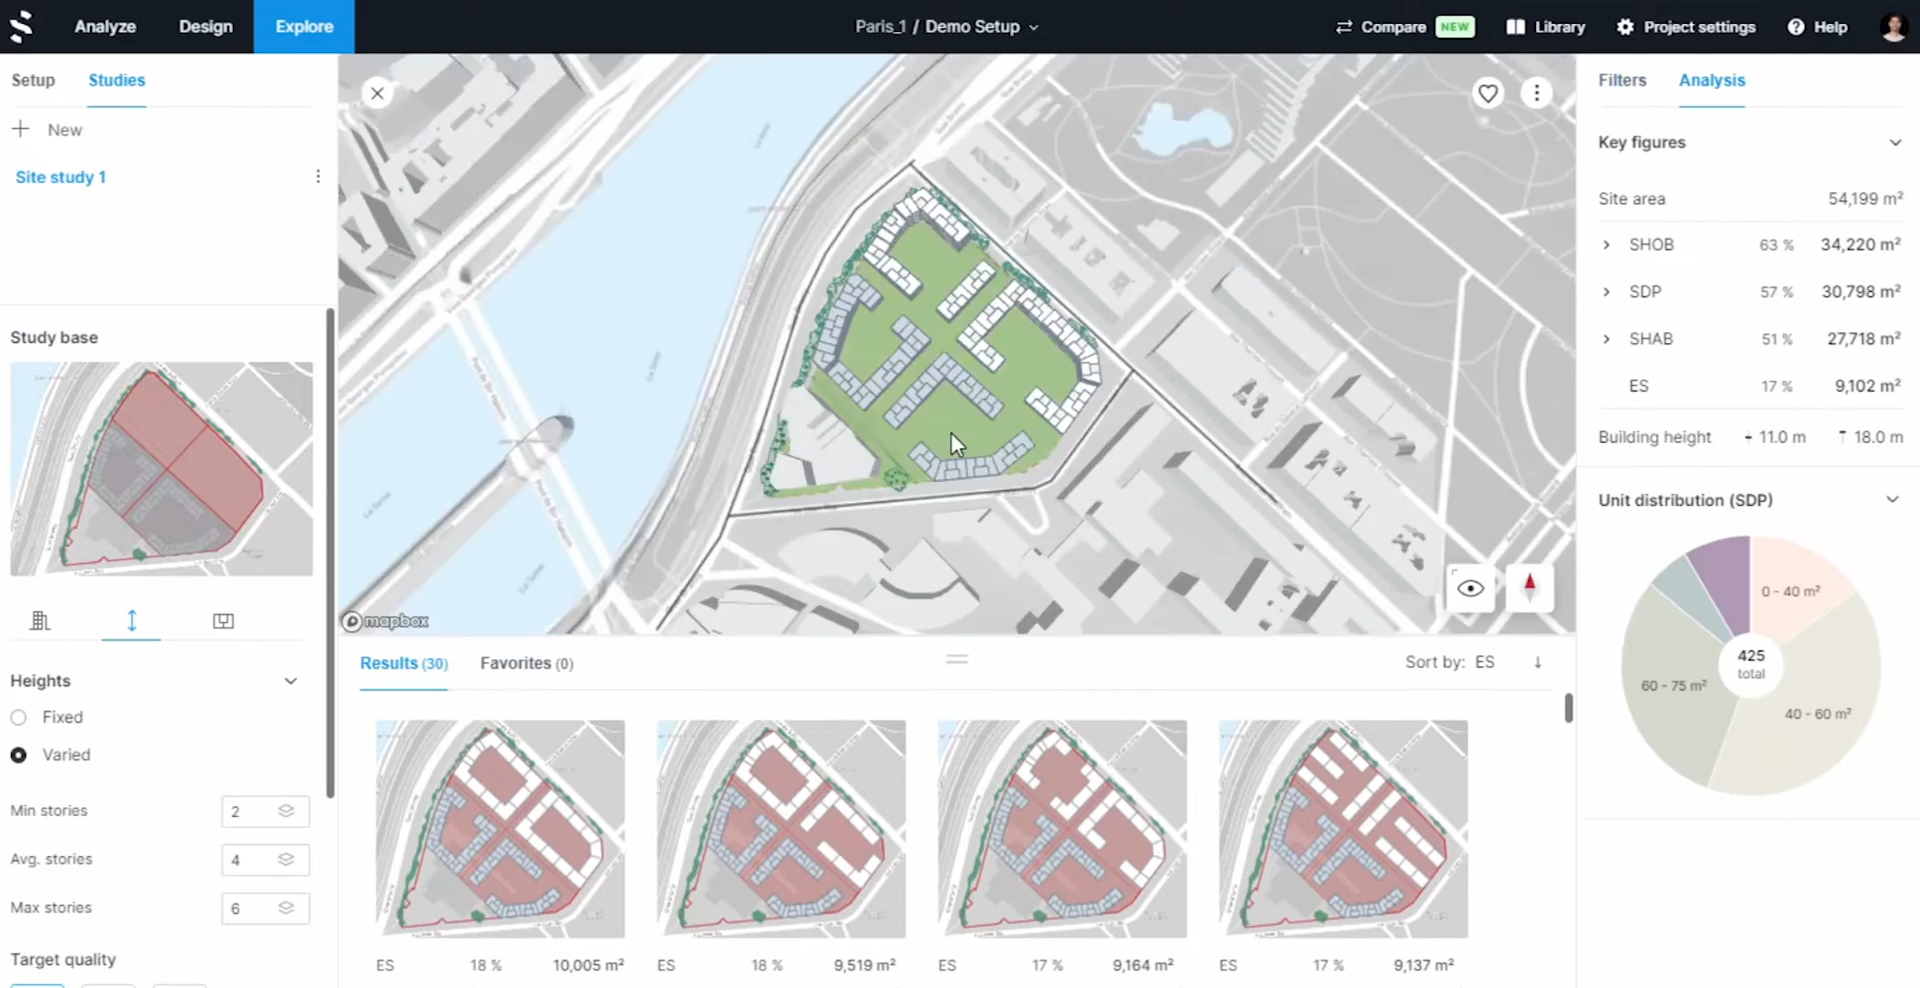 Analyze
Design
Explore
Paris_1 / Demo Setup
Compare
NEW
Library
Project settings
Help
Setup
Studies
New
Site study 1
Study base
Heights
Fixed
Varied
Min stories
2
Avg. stories
4
Max stories
6
Target quality
La Seine
mapbox
Results (30)
Favorites (0)
Sort by: ES
ES 18 % 10,005 m²
ES 18 % 9,519 m²
ES 17 % 9,164 m²
ES 17 % 9,137 m²
Filters
Analysis
Key figures
Site area 54,199 m²
SHOB 63 % 34,220 m²
SDP 57 % 30,798 m²
SHAB 51 % 27,718 m²
ES 17 % 9,102 m²
Building height 11.0 m 18.0 m
Unit distribution (SDP)
0 - 40 m²
425
total
60 - 75 m²
40 - 60 m²